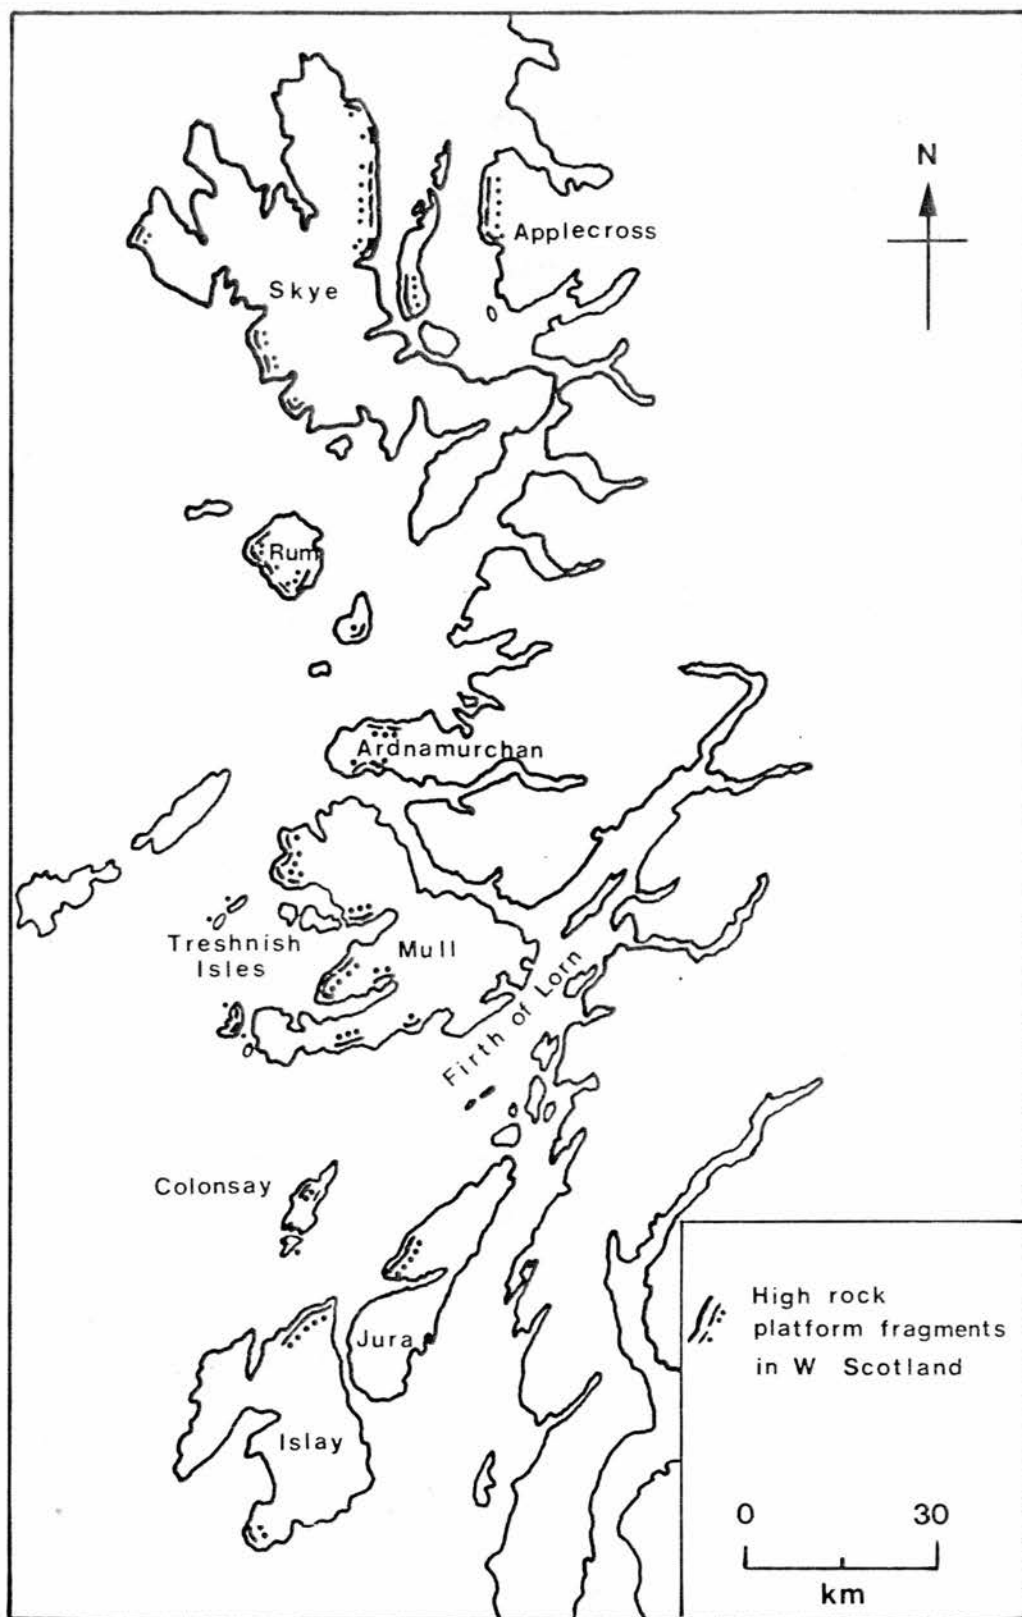 N
Applecross
Skye
Rum
Ardnamurchan
Treshnish
Isles
Mull
Firth of Lorn
Colonsay
Jura
Islay
High rock
platform fragments
in W Scotland
0 30
km